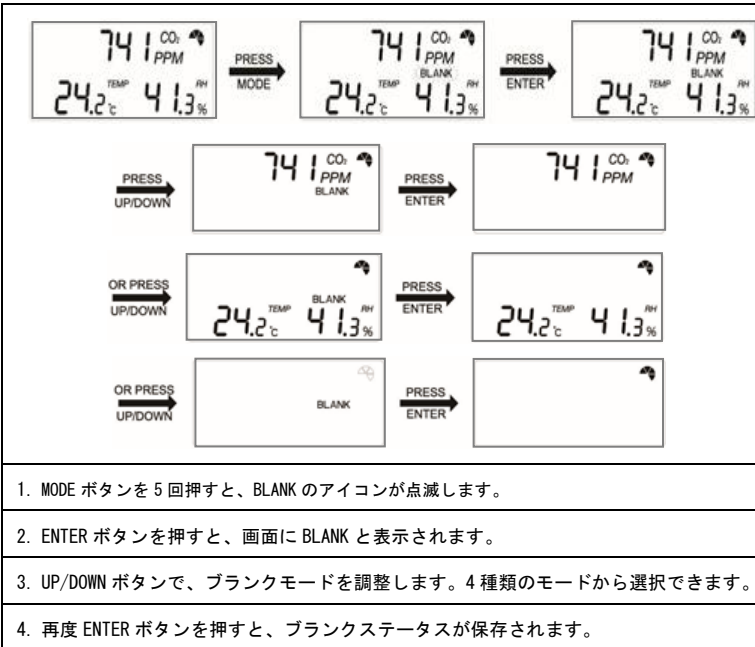 741 CO₂ PPM
24.2℃ TEMP 41.3% RH
PRESS
MODE
741 CO₂ PPM
BLANK
24.2℃ TEMP 41.3% RH
PRESS
ENTER
741 CO₂ PPM
BLANK
24.2℃ TEMP 41.3% RH
PRESS
UP/DOWN
741 CO₂ PPM
BLANK
PRESS
ENTER
741 CO₂ PPM
OR PRESS
UP/DOWN
BLANK
24.2℃ TEMP 41.3% RH
PRESS
ENTER
24.2℃ TEMP 41.3% RH
OR PRESS
UP/DOWN
BLANK
PRESS
ENTER
1. MODE ボタンを 5 回押すと、BLANK のアイコンが点滅します。
2. ENTER ボタンを押すと、画面に BLANK と表示されます。
3. UP/DOWN ボタンで、ブランクモードを調整します。4 種類のモードから選択できます。
4. 再度 ENTER ボタンを押すと、ブランクステータスが保存されます。